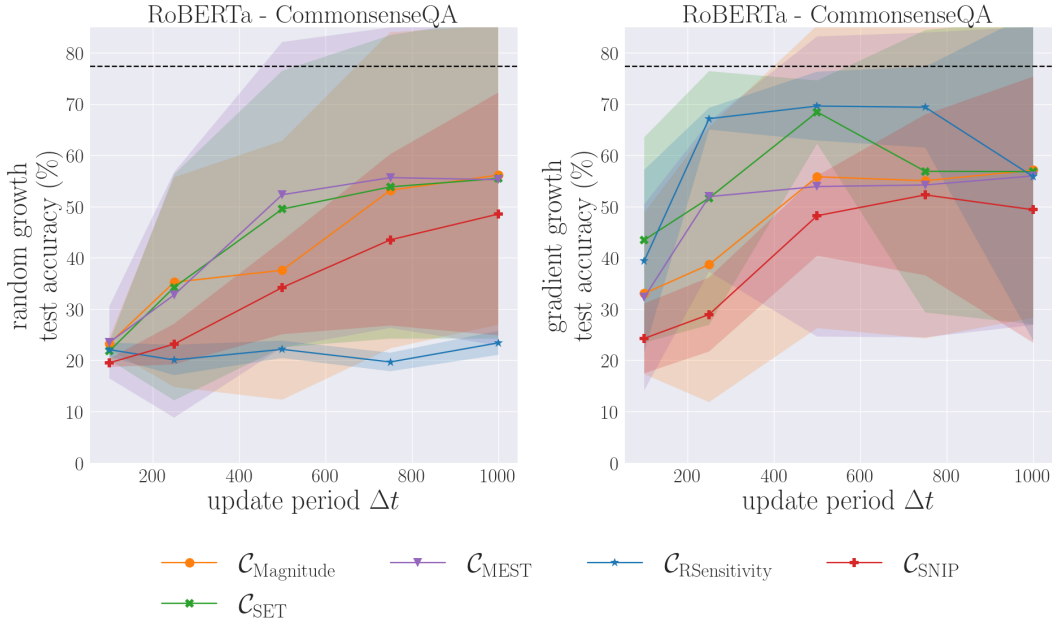 RoBERTa - CommonsenseQA
random growth
test accuracy (%)
80
70
60
50
40
30
20
10
0
200
400
600
800
1000
update period Δt
RoBERTa - CommonsenseQA
gradient growth
test accuracy (%)
80
70
60
50
40
30
20
10
0
200
400
600
800
1000
update period Δt
𝒞Magnitude
𝒞MEST
𝒞RSensitivity
𝒞SNIP
𝒞SET